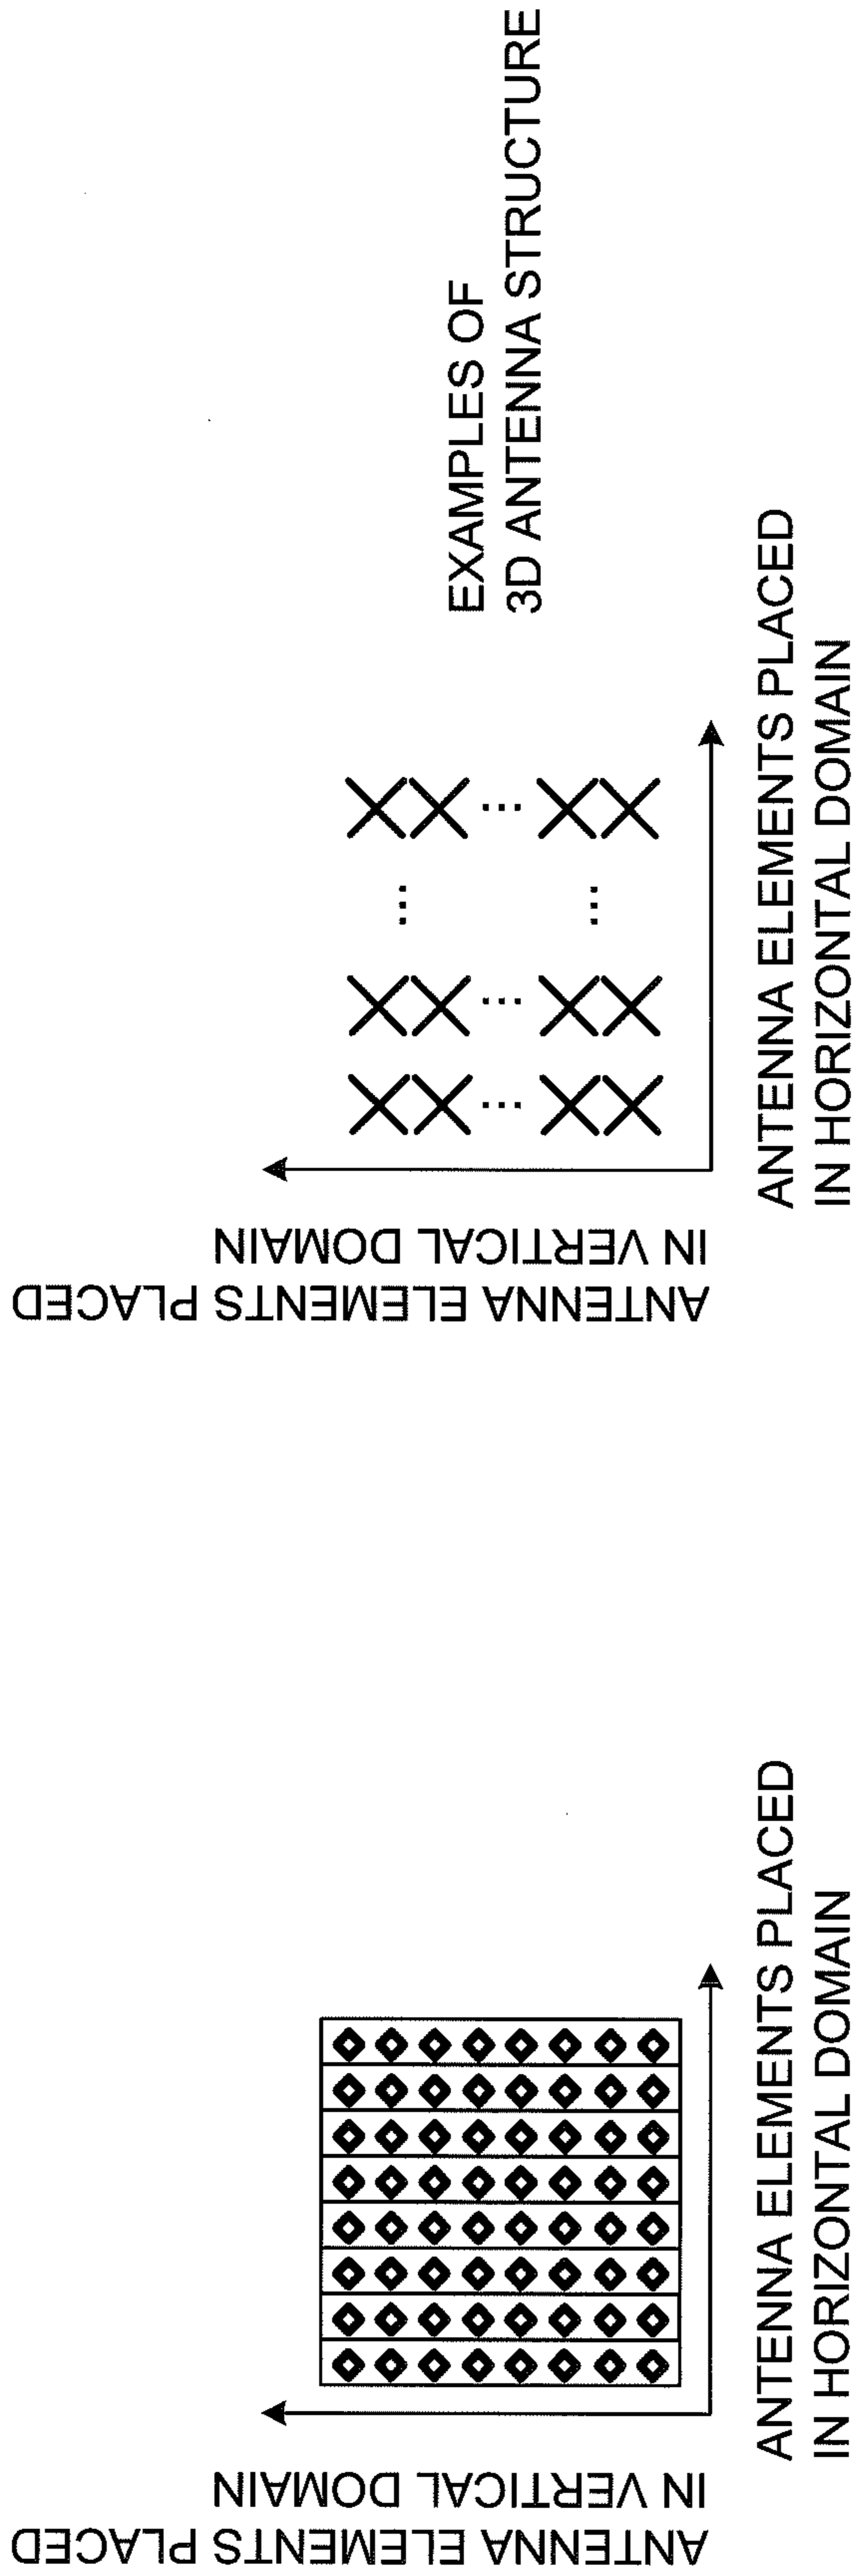 ANTENNA ELEMENTS PLACED
IN VERTICAL DOMAIN
ANTENNA ELEMENTS PLACED
IN HORIZONTAL DOMAIN
ANTENNA ELEMENTS PLACED
IN VERTICAL DOMAIN
ANTENNA ELEMENTS PLACED
IN HORIZONTAL DOMAIN
EXAMPLES OF
3D ANTENNA STRUCTURE